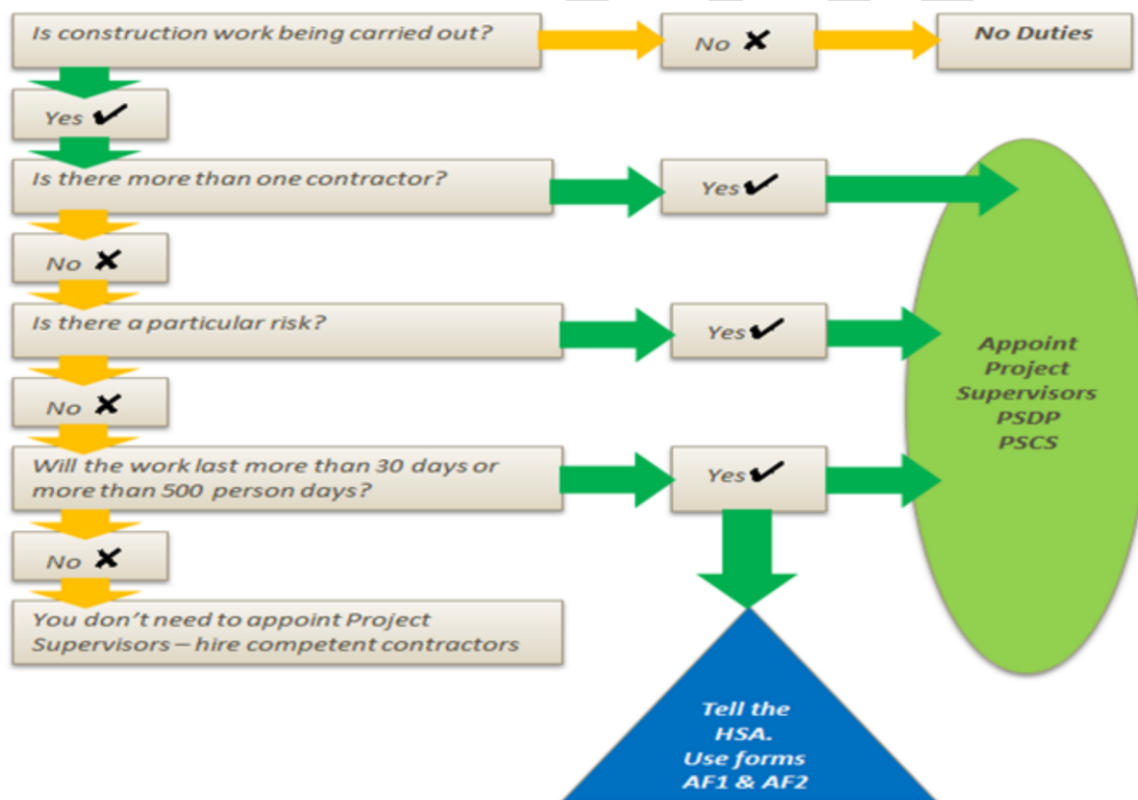 Is construction work being carried out?
No ✘
No Duties
Yes ✔
Is there more than one contractor?
Yes ✔
No ✘
Is there a particular risk?
Yes ✔
Appoint
Project
Supervisors
PSDP
PSCS
No ✘
Will the work last more than 30 days or
more than 500 person days?
Yes ✔
No ✘
You don't need to appoint Project
Supervisors – hire competent contractors
Tell the
HSA.
Use forms
AF1 & AF2